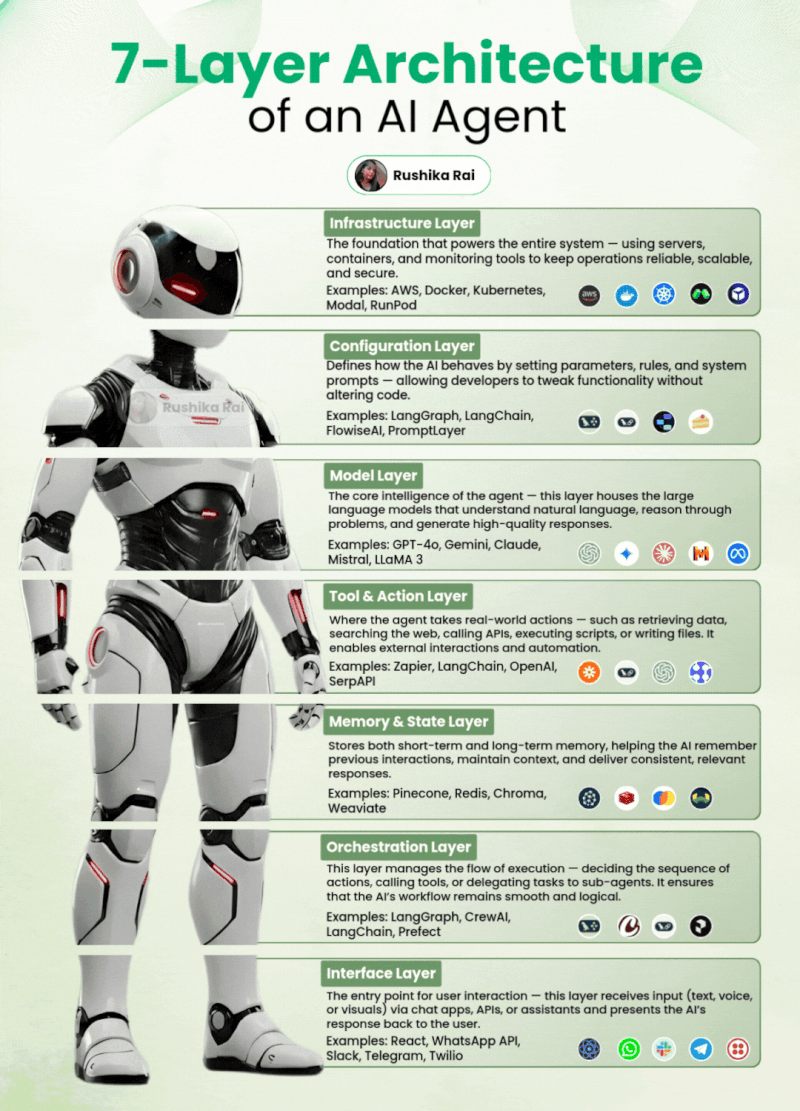 7-Layer Architecture
of an AI Agent
Rushika Rai
Infrastructure Layer
The foundation that powers the entire system — using servers,
containers, and monitoring tools to keep operations reliable, scalable,
and secure.
Examples: AWS, Docker, Kubernetes,
Modal, RunPod
aws
Configuration Layer
Defines how the AI behaves by setting parameters, rules, and system
prompts — allowing developers to tweak functionality without
altering code.
Rushika Rai
Examples: LangGraph, LangChain,
FlowiseAI, PromptLayer
Model Layer
The core intelligence of the agent — this layer houses the large
language models that understand natural language, reason through
problems, and generate high-quality responses.
Examples: GPT-4o, Gemini, Claude,
Mistral, LLaMA 3
Tool & Action Layer
Where the agent takes real-world actions — such as retrieving data,
searching the web, calling APIs, executing scripts, or writing files. It
enables external interactions and automation.
Examples: Zapier, LangChain, OpenAI,
SerpAPI
Memory & State Layer
Stores both short-term and long-term memory, helping the AI remember
previous interactions, maintain context, and deliver consistent, relevant
responses.
Examples: Pinecone, Redis, Chroma,
Weaviate
Orchestration Layer
This layer manages the flow of execution — deciding the sequence of
actions, calling tools, or delegating tasks to sub-agents. It ensures
that the AI's workflow remains smooth and logical.
Examples: LangGraph, CrewAI,
LangChain, Prefect
Interface Layer
The entry point for user interaction — this layer receives input (text, voice,
or visuals) via chat apps, APIs, or assistants and presents the AI's
response back to the user.
Examples: React, WhatsApp API,
Slack, Telegram, Twilio